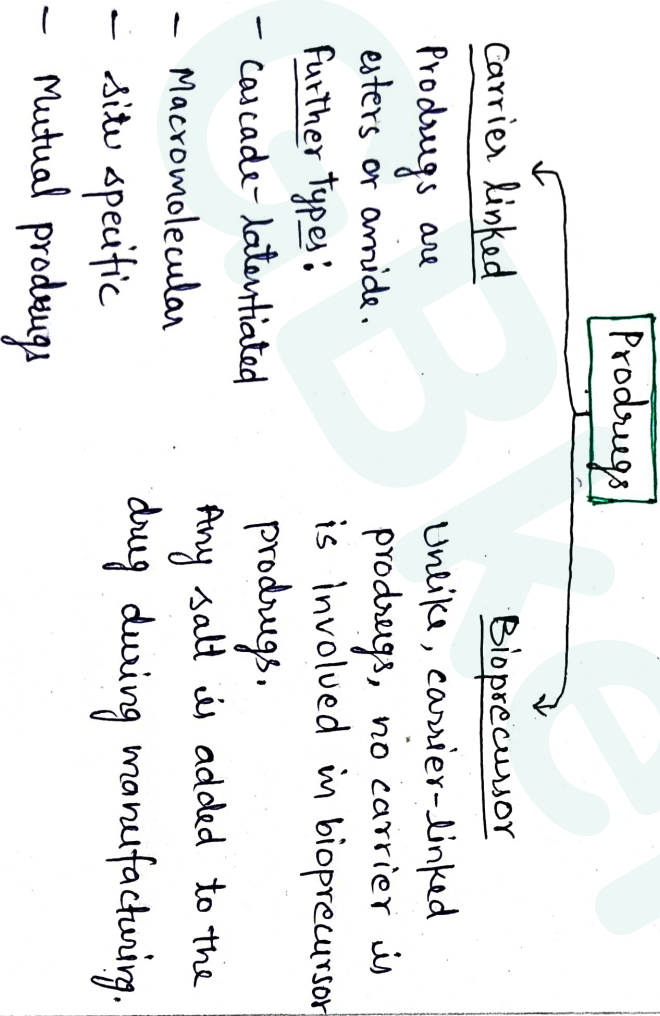 Prodrugs
Carrier linked
Prodrugs are
esters or amide.
Further types:
- Cascade-latentiated
- Macromolecular
- site specific
- Mutual prodrugs
Bioprecursor
Unlike, carrier-linked
prodrugs, no carrier is
is involved in bioprecursor
prodrugs.
Any salt is added to the
drug during manufacturing.